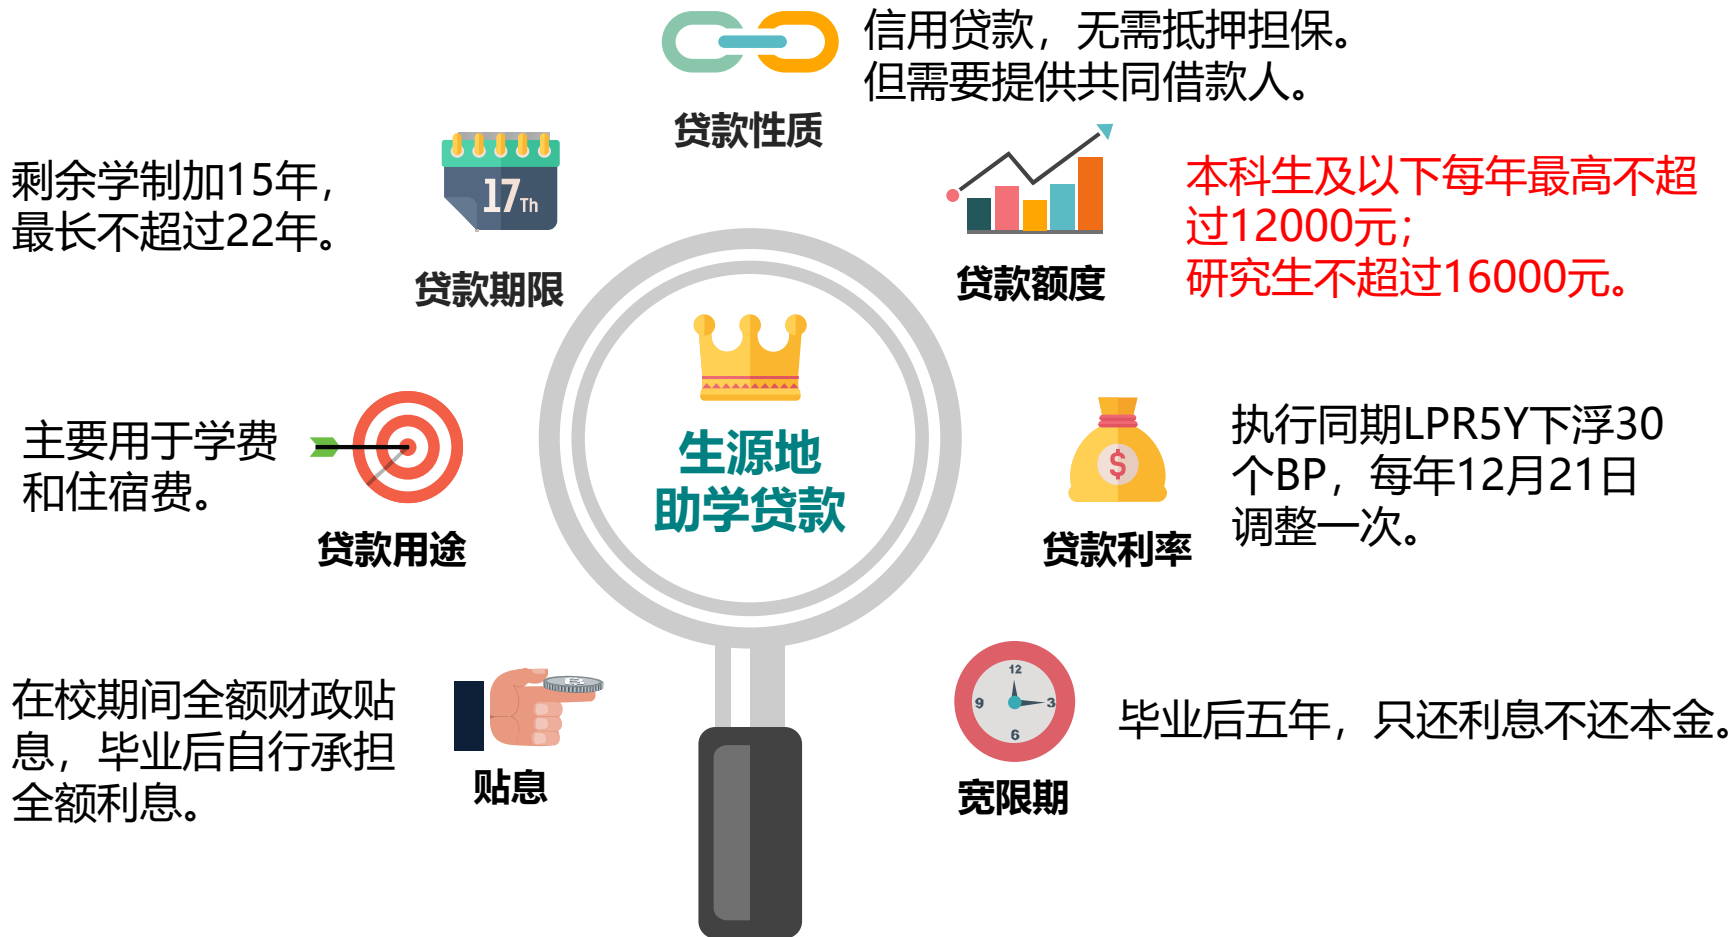 信用贷款，无需抵押担保。
但需要提供共同借款人。
贷款性质
剩余学制加15年，
最长不超过22年。
17Th
贷款期限
本科生及以下每年最高不超
过12000元；
研究生不超过16000元。
贷款额度
生源地
助学贷款
主要用于学费
和住宿费。
贷款用途
$
执行同期LPR5Y下浮30
个BP，每年12月21日
调整一次。
贷款利率
在校期间全额财政贴
息，毕业后自行承担
全额利息。
贴息
12
9
3
6
毕业后五年，只还利息不还本金。
宽限期